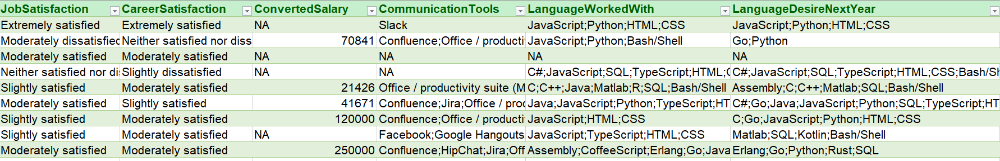 JobSatisfaction CareerSatisfaction ConvertedSalary CommunicationTools LanguageWorkedWith LanguageDesireNextYear
Extremely satisfied Extremely satisfied NA Slack JavaScript;Python;HTML;CSS JavaScript;Python;HTML;CSS
Moderately dissatisfied Neither satisfied nor diss 70841 Confluence;Office / productiv JavaScript;Python;Bash/Shell Go;Python
Moderately satisfied Moderately satisfied NA NA NA NA
Neither satisfied nor dis Slightly dissatisfied NA NA C#;JavaScript;SQL;TypeScript;HTML;C C#;JavaScript;SQL;TypeScript;HTML;CSS;Bash/Sh
Slightly satisfied Moderately satisfied 21426 Office / productivity suite (M C;C++;Java;Matlab;R;SQL;Bash/Shell Assembly;C;C++;Matlab;SQL;Bash/Shell
Moderately satisfied Slightly satisfied 41671 Confluence;Jira;Office / prod Java;JavaScript;Python;TypeScript;HT C#;Go;Java;JavaScript;Python;SQL;TypeScript;HT
Slightly satisfied Moderately satisfied 120000 Confluence;Office / productiv JavaScript;HTML;CSS C;Go;JavaScript;Python;HTML;CSS
Slightly satisfied Moderately satisfied NA Facebook;Google Hangouts JavaScript;TypeScript;HTML;CSS Matlab;SQL;Kotlin;Bash/Shell
Moderately satisfied Moderately satisfied 250000 Confluence;HipChat;Jira;Off Assembly;CoffeeScript;Erlang;Go;Java Erlang;Go;Python;Rust;SQL